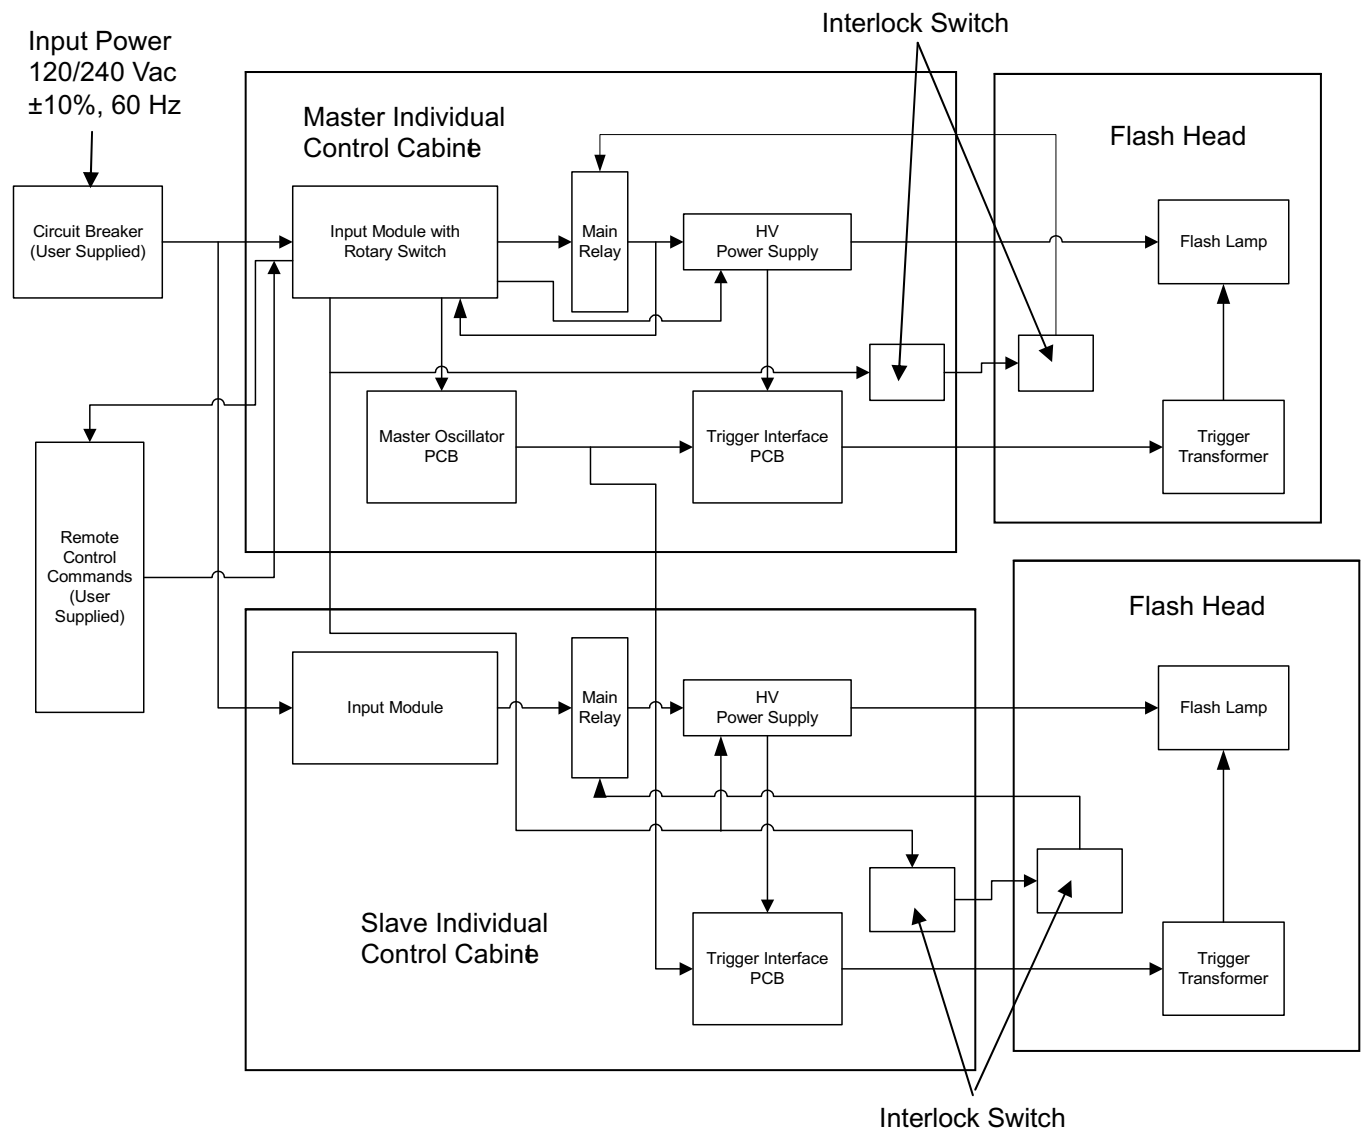 Interlock Switch
Input Power
120/240 Vac
±10%, 60 Hz
Master Individual
Control Cabinte
Flash Head
Circuit Breaker
(User Supplied)
Input Module with
Rotary Switch
Main
Relay
HV
Power Supply
Flash Lamp
Master Oscillator
PCB
Trigger Interface
PCB
Trigger
Transformer
Remote
Control
Commands
(User
Supplied)
Flash Head
Input Module
Main
Relay
HV
Power Supply
Flash Lamp
Slave Individual
Control Cabinte
Trigger Interface
PCB
Trigger
Transformer
Interlock Switch